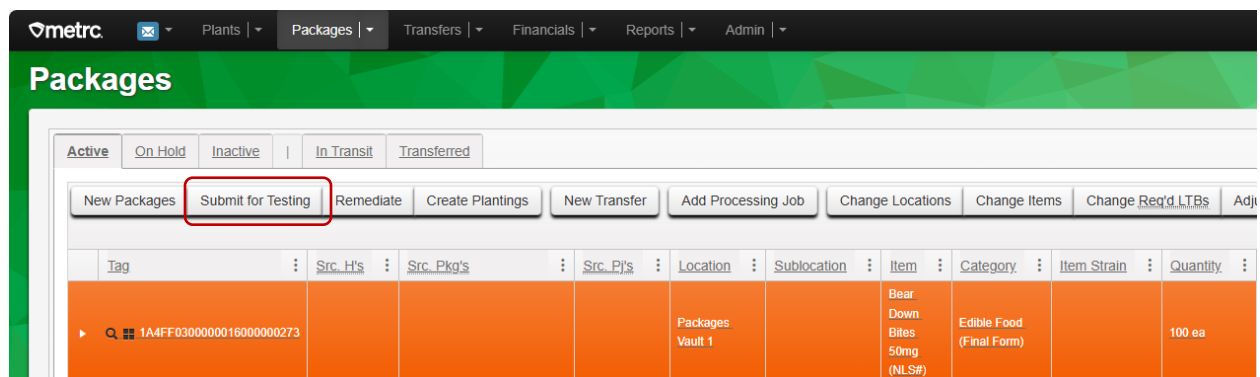 metrc. Plants | Packages | Transfers | Financials | Reports | Admin |
Packages
Active On Hold Inactive | In Transit Transferred
New Packages Submit for Testing Remediate Create Plantings New Transfer Add Processing Job Change Locations Change Items Change Req'd LTBs Adju
Tag Src. H's Src. Pkg's Src. Pj's Location Sublocation Item Category Item Strain Quantity
1A4FF0300000016000000273
Packages
Vault 1
Bear
Down
Bites
50mg
(NLS#)
Edible Food
(Final Form)
100 ea